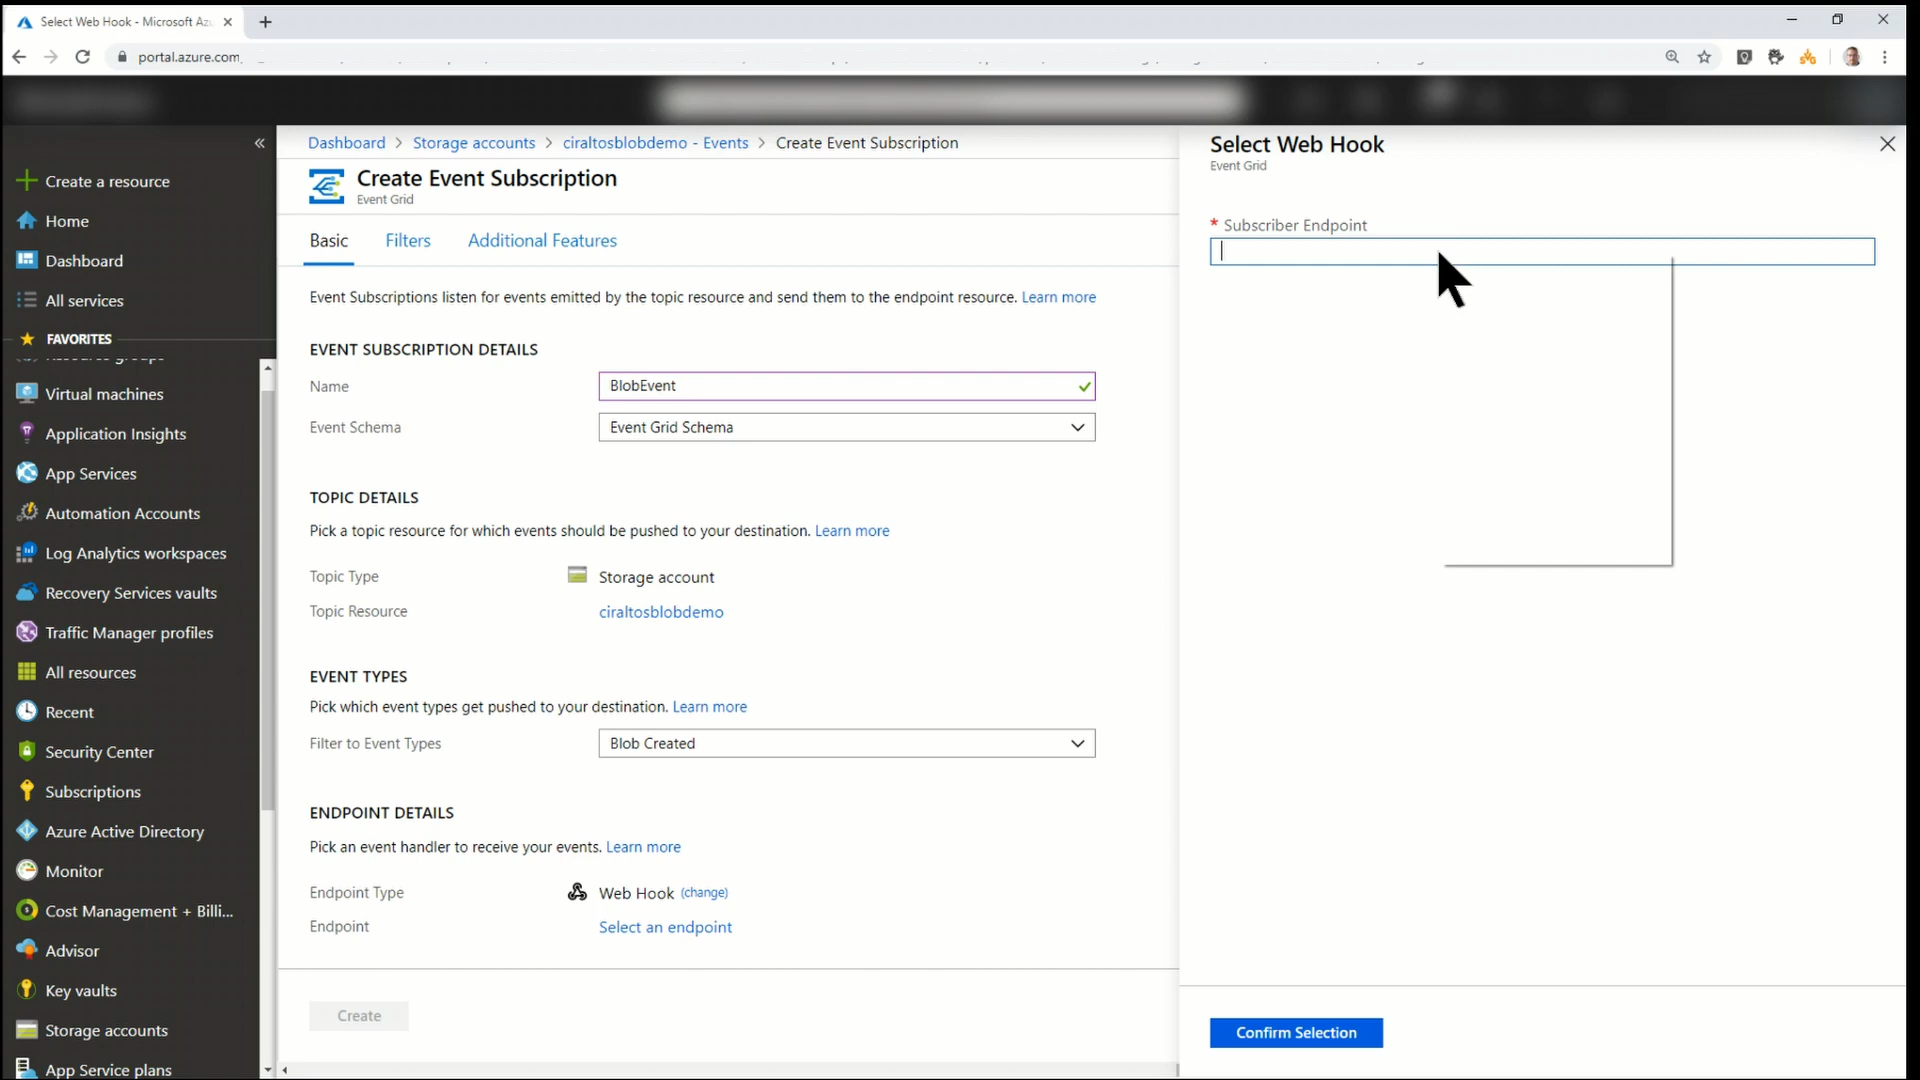 Select Web Hook - Microsoft Azu
portal.azure.com
Dashboard > Storage accounts > ciraltosblobdemo - Events > Create Event Subscription
Create Event Subscription
Event Grid
Basic Filters Additional Features
Event Subscriptions listen for events emitted by the topic resource and send them to the endpoint resource. Learn more
EVENT SUBSCRIPTION DETAILS
Name BlobEvent
Event Schema Event Grid Schema
TOPIC DETAILS
Pick a topic resource for which events should be pushed to your destination. Learn more
Topic Type Storage account
Topic Resource ciraltosblobdemo
EVENT TYPES
Pick which event types get pushed to your destination. Learn more
Filter to Event Types Blob Created
ENDPOINT DETAILS
Pick an event handler to receive your events. Learn more
Endpoint Type Web Hook (change)
Endpoint Select an endpoint
Create
Select Web Hook
Event Grid
* Subscriber Endpoint
Confirm Selection
«
Create a resource
Home
Dashboard
All services
FAVORITES
Resource groups
Virtual machines
Application Insights
App Services
Automation Accounts
Log Analytics workspaces
Recovery Services vaults
Traffic Manager profiles
All resources
Recent
Security Center
Subscriptions
Azure Active Directory
Monitor
Cost Management + Billi...
Advisor
Key vaults
Storage accounts
App Service plans